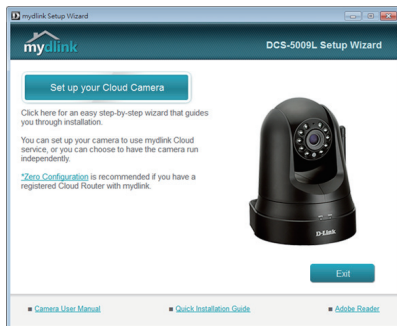 mydlink Setup Wizard
mydlink
DCS-5009L Setup Wizard
Set up your Cloud Camera
Click here for an easy step-by-step wizard that guides
you through installation.
You can set up your camera to use mydlink Cloud
service, or you can choose to have the camera run
independently.
*Zero Configuration is recommended if you have a
registered Cloud Router with mydlink.
D-Link
Exit
Camera User Manual
Quick Installation Guide
Adobe Reader